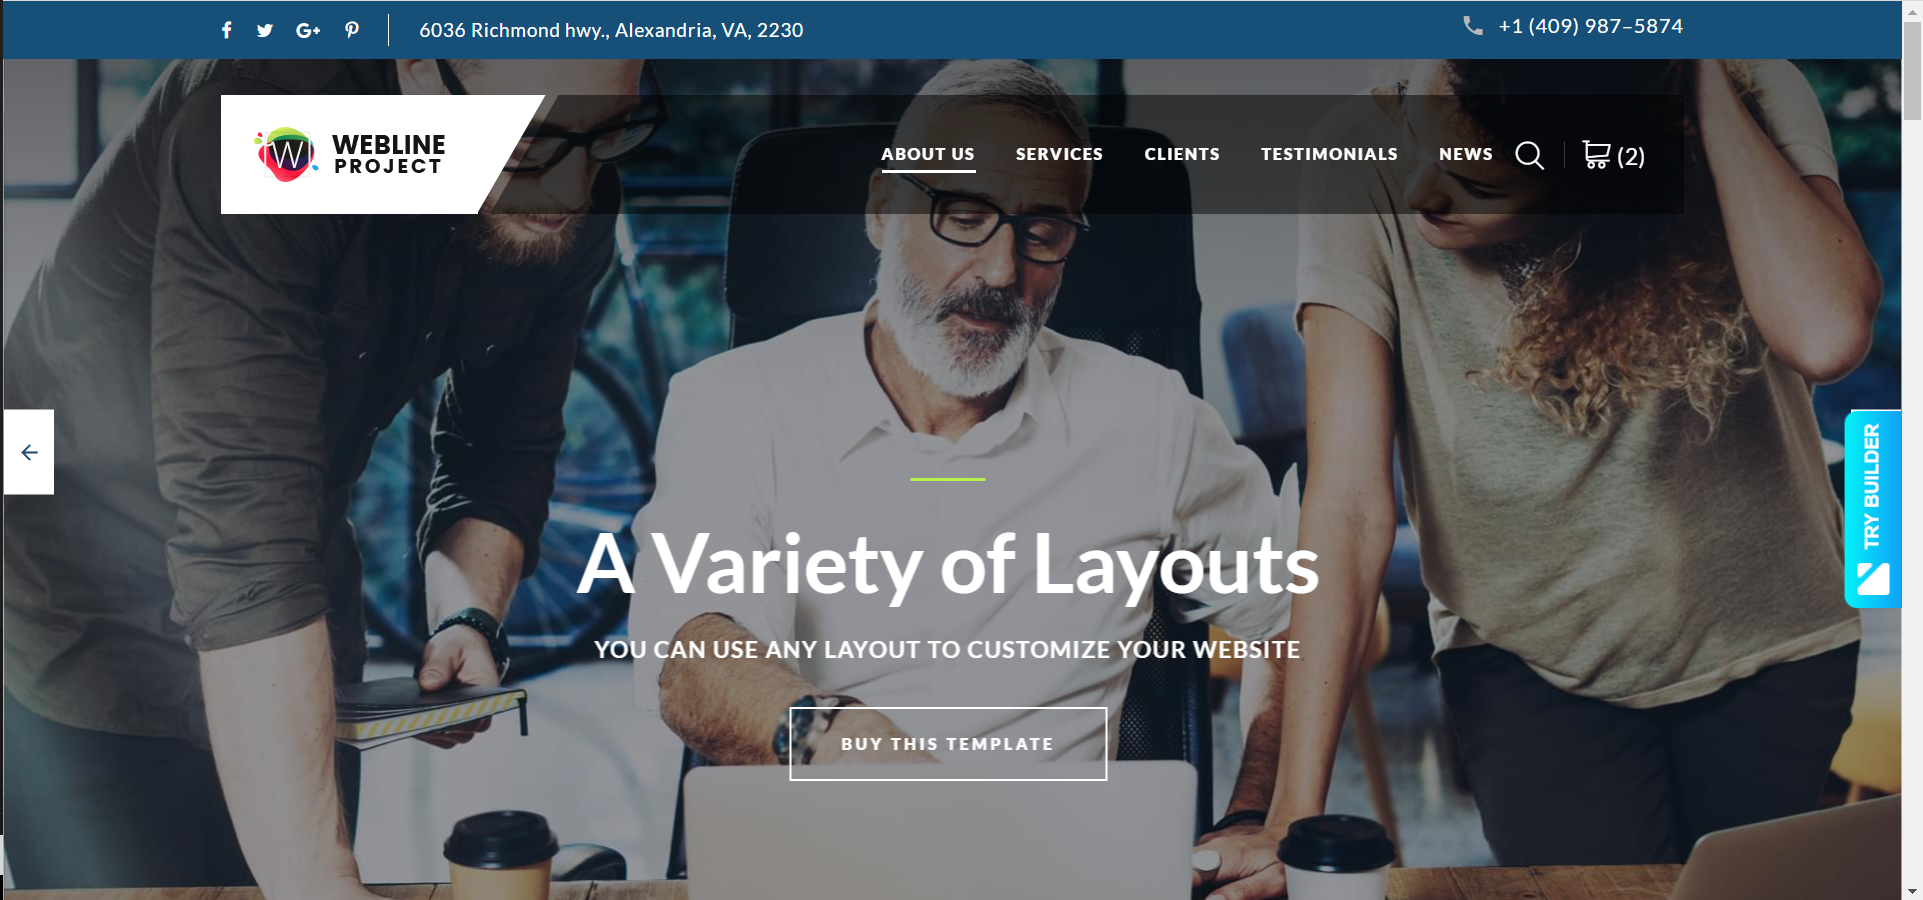 6036 Richmond hwy., Alexandria, VA, 2230
+1 (409) 987–5874
W
WEBLINE
PROJECT
ABOUT US
SERVICES
CLIENTS
TESTIMONIALS
NEWS
(2)
A Variety of Layouts
YOU CAN USE ANY LAYOUT TO CUSTOMIZE YOUR WEBSITE
BUY THIS TEMPLATE
TRY BUILDER